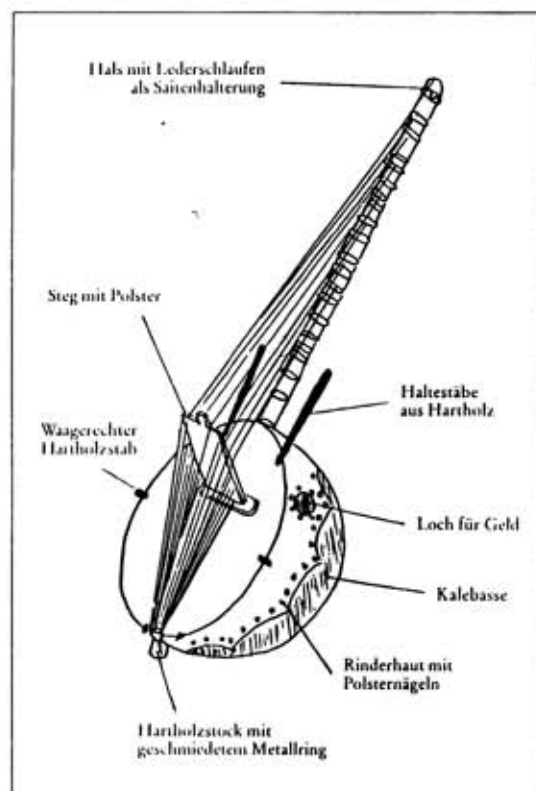 Hals mit Lederschlaufen
als Saitenhalterung
Steg mit Polster
Waagerechter
Hartholzstab
Haltestäbe
aus Hartholz
Loch für Geld
Kalebasse
Rinderhaut mit
Polsternägeln
Hartholzstock mit
geschmiedetem Metallring